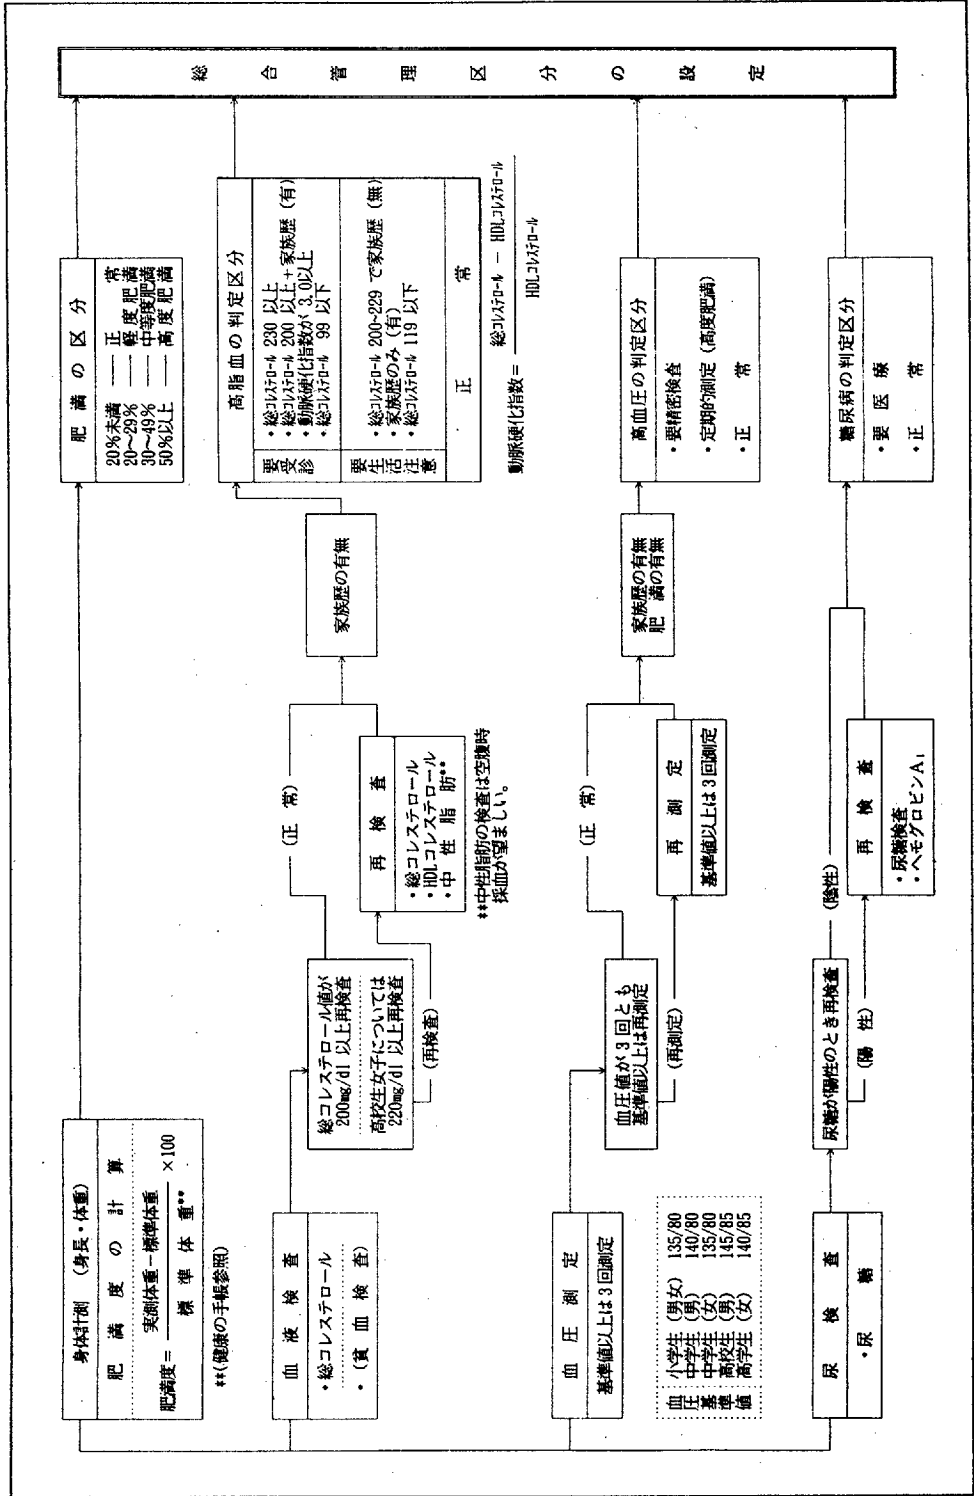 身体計測 (身長・体重)
肥満度の計算
肥満度= 実測体重-標準体重 / 標準体重** ×100
**(健康の手帳参照)
肥満の区分
20%未満 ── 正常
20~29% ── 軽度肥満
30~49% ── 中等度肥満
50%以上 ── 高度肥満
血液検査
・総コレステロール
・(貧血検査)
総コレステロール値が
200mg/dl 以上再検査
高校生女子については
220mg/dl 以上再検査
(正常)
(再検査)
再検査
・総コレステロール
・HDLコレステロール
・中性脂肪**
**中性脂肪の検査は空腹時
採血が望ましい。
家族歴の有無
高脂血の判定区分
要受診
・総コレステロール 230 以上
・総コレステロール 200 以上+家族歴 (有)
・動脈硬化指数が 3.0以上
・総コレステロール 99 以下
要生活注意
・総コレステロール 200~229 で家族歴 (無)
・家族歴のみ (有)
・総コレステロール 119 以下
正常
動脈硬化指数= 総コレステロール - HDLコレステロール / HDLコレステロール
血圧測定
基準値以上は3回測定
血圧基準値
小学生 (男女) 135/80
中学生 (男) 140/80
中学生 (女) 135/80
高校生 (男) 145/85
高学生 (女) 140/85
血圧値が3回とも
基準値以上は再測定
(正常)
(再測定)
再測定
基準値以上は3回測定
家族歴の有無
肥満の有無
高血圧の判定区分
・要精密検査
・定期的測定 (高度肥満)
・正常
尿検査
・尿糖
尿糖が陽性のとき再検査
(陰性)
(陽性)
再検査
・尿糖検査
・ヘモグロビンA₁
糖尿病の判定区分
・要医療
・正常
総合管理区分の設定